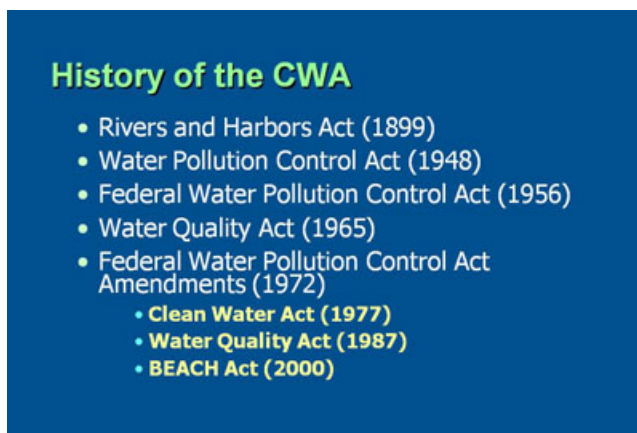 History of the CWA
• Rivers and Harbors Act (1899)
• Water Pollution Control Act (1948)
• Federal Water Pollution Control Act (1956)
• Water Quality Act (1965)
• Federal Water Pollution Control Act
Amendments (1972)
• Clean Water Act (1977)
• Water Quality Act (1987)
• BEACH Act (2000)